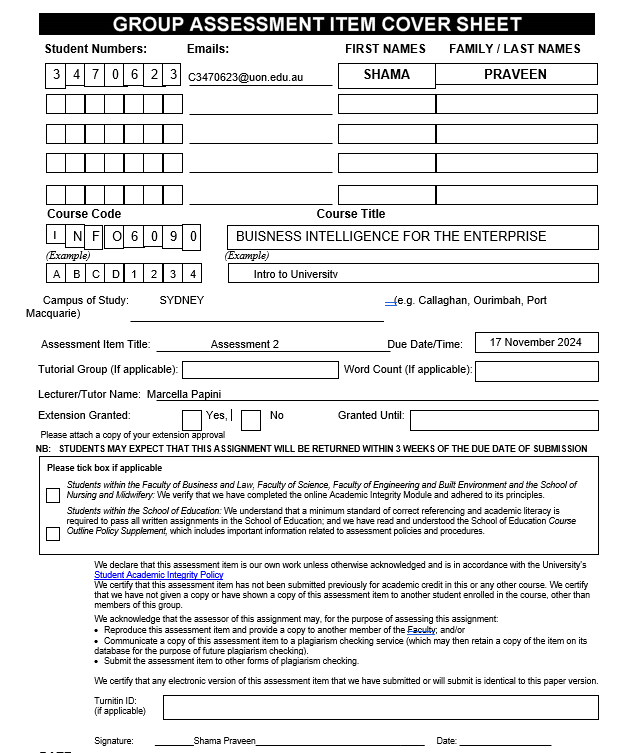 GROUP ASSESSMENT ITEM COVER SHEET
Student Numbers: Emails: FIRST NAMES FAMILY / LAST NAMES
3 4 7 0 6 2 3 C3470623@uon.edu.au SHAMA PRAVEEN
Course Code Course Title
I N F O 6 0 9 0 BUISNESS INTELLIGENCE FOR THE ENTERPRISE
(Example) (Example)
A B C D 1 2 3 4 Intro to University
Campus of Study: SYDNEY (e.g. Callaghan, Ourimbah, Port
Macquarie)
Assessment Item Title: Assessment 2 Due Date/Time: 17 November 2024
Tutorial Group (If applicable): Word Count (If applicable):
Lecturer/Tutor Name: Marcella Papini
Extension Granted: Yes, No Granted Until:
Please attach a copy of your extension approval
NB: STUDENTS MAY EXPECT THAT THIS ASSIGNMENT WILL BE RETURNED WITHIN 3 WEEKS OF THE DUE DATE OF SUBMISSION
Please tick box if applicable
Students within the Faculty of Business and Law, Faculty of Science, Faculty of Engineering and Built Environment and the School of
Nursing and Midwifery: We verify that we have completed the online Academic Integrity Module and adhered to its principles.
Students within the School of Education: We understand that a minimum standard of correct referencing and academic literacy is
required to pass all written assignments in the School of Education; and we have read and understood the School of Education Course
Outline Policy Supplement, which includes important information related to assessment policies and procedures.
We declare that this assessment item is our own work unless otherwise acknowledged and is in accordance with the University's
Student Academic Integrity Policy
We certify that this assessment item has not been submitted previously for academic credit in this or any other course. We certify
that we have not given a copy or have shown a copy of this assessment item to another student enrolled in the course, other than
members of this group.
We acknowledge that the assessor of this assignment may, for the purpose of assessing this assignment:
• Reproduce this assessment item and provide a copy to another member of the Faculty; and/or
• Communicate a copy of this assessment item to a plagiarism checking service (which may then retain a copy of the item on its
database for the purpose of future plagiarism checking).
• Submit the assessment item to other forms of plagiarism checking.
We certify that any electronic version of this assessment item that we have submitted or will submit is identical to this paper version.
Turnitin ID:
(if applicable)
Signature: Shama Praveen Date: